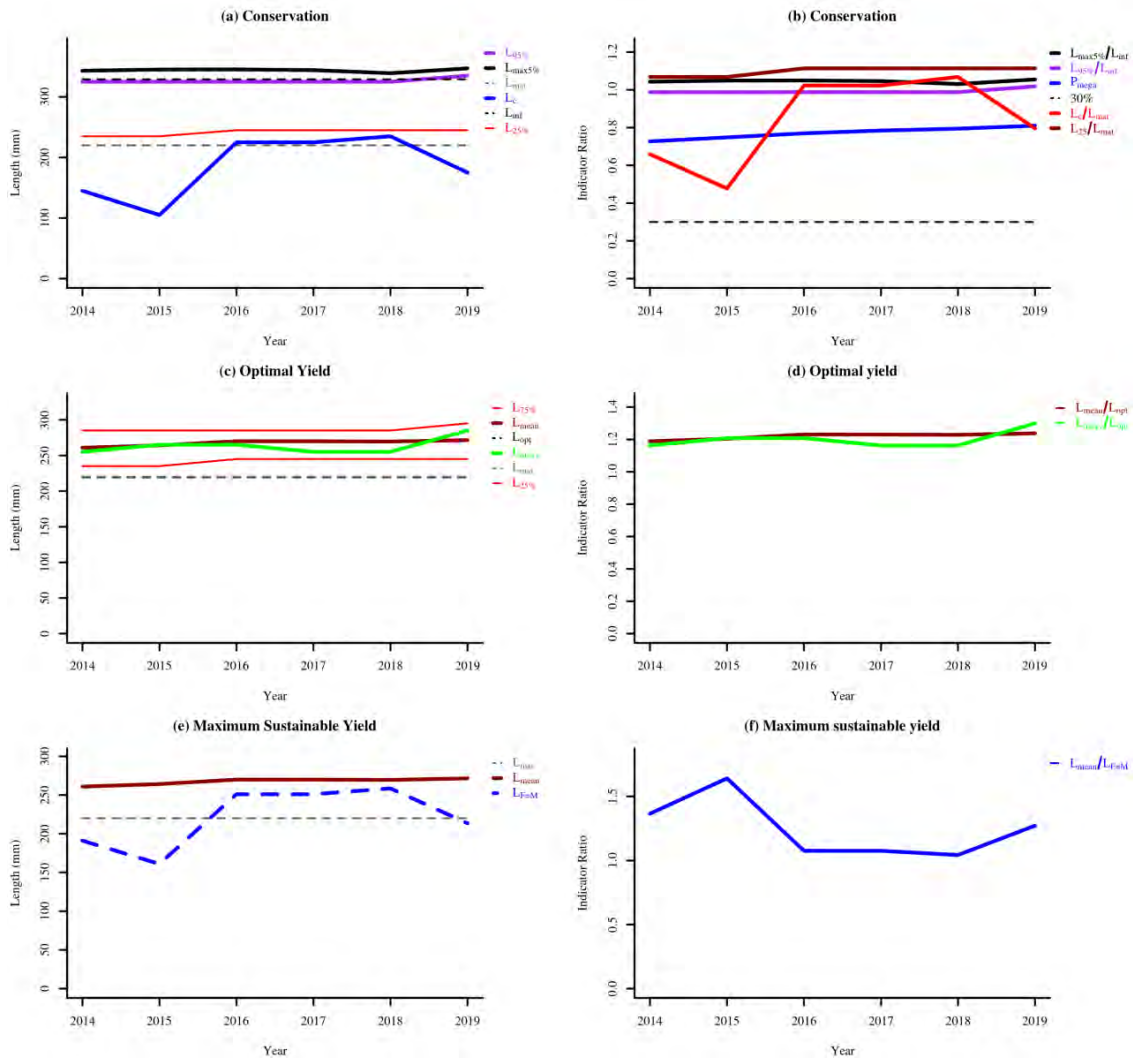 (a) Conservation
Length (mm)
300
200
100
0
2014 2015 2016 2017 2018 2019
Year
L95%
Lmax5%
Lmat
Lc
Linf
L25%
(b) Conservation
Indicator Ratio
1.2
1.0
0.8
0.6
0.4
0.2
0.0
2014 2015 2016 2017 2018 2019
Year
Lmax5%/Linf
L95%/Linf
Pmega
30%
Lc/Lmat
L25/Lmat
(c) Optimal Yield
Length (mm)
300
250
200
150
100
50
0
2014 2015 2016 2017 2018 2019
Year
L75%
Lmean
Lopt
Lmat
L25%
(d) Optimal yield
Indicator Ratio
1.4
1.2
1.0
0.8
0.6
0.4
0.2
0.0
2014 2015 2016 2017 2018 2019
Year
Lmean/Lopt
(e) Maximum Sustainable Yield
Length (mm)
300
250
200
150
100
50
0
2014 2015 2016 2017 2018 2019
Year
Lmat
Lmean
LF=M
(f) Maximum sustainable yield
Indicator Ratio
1.5
1.0
0.5
0.0
2014 2015 2016 2017 2018 2019
Year
Lmean/LF=M